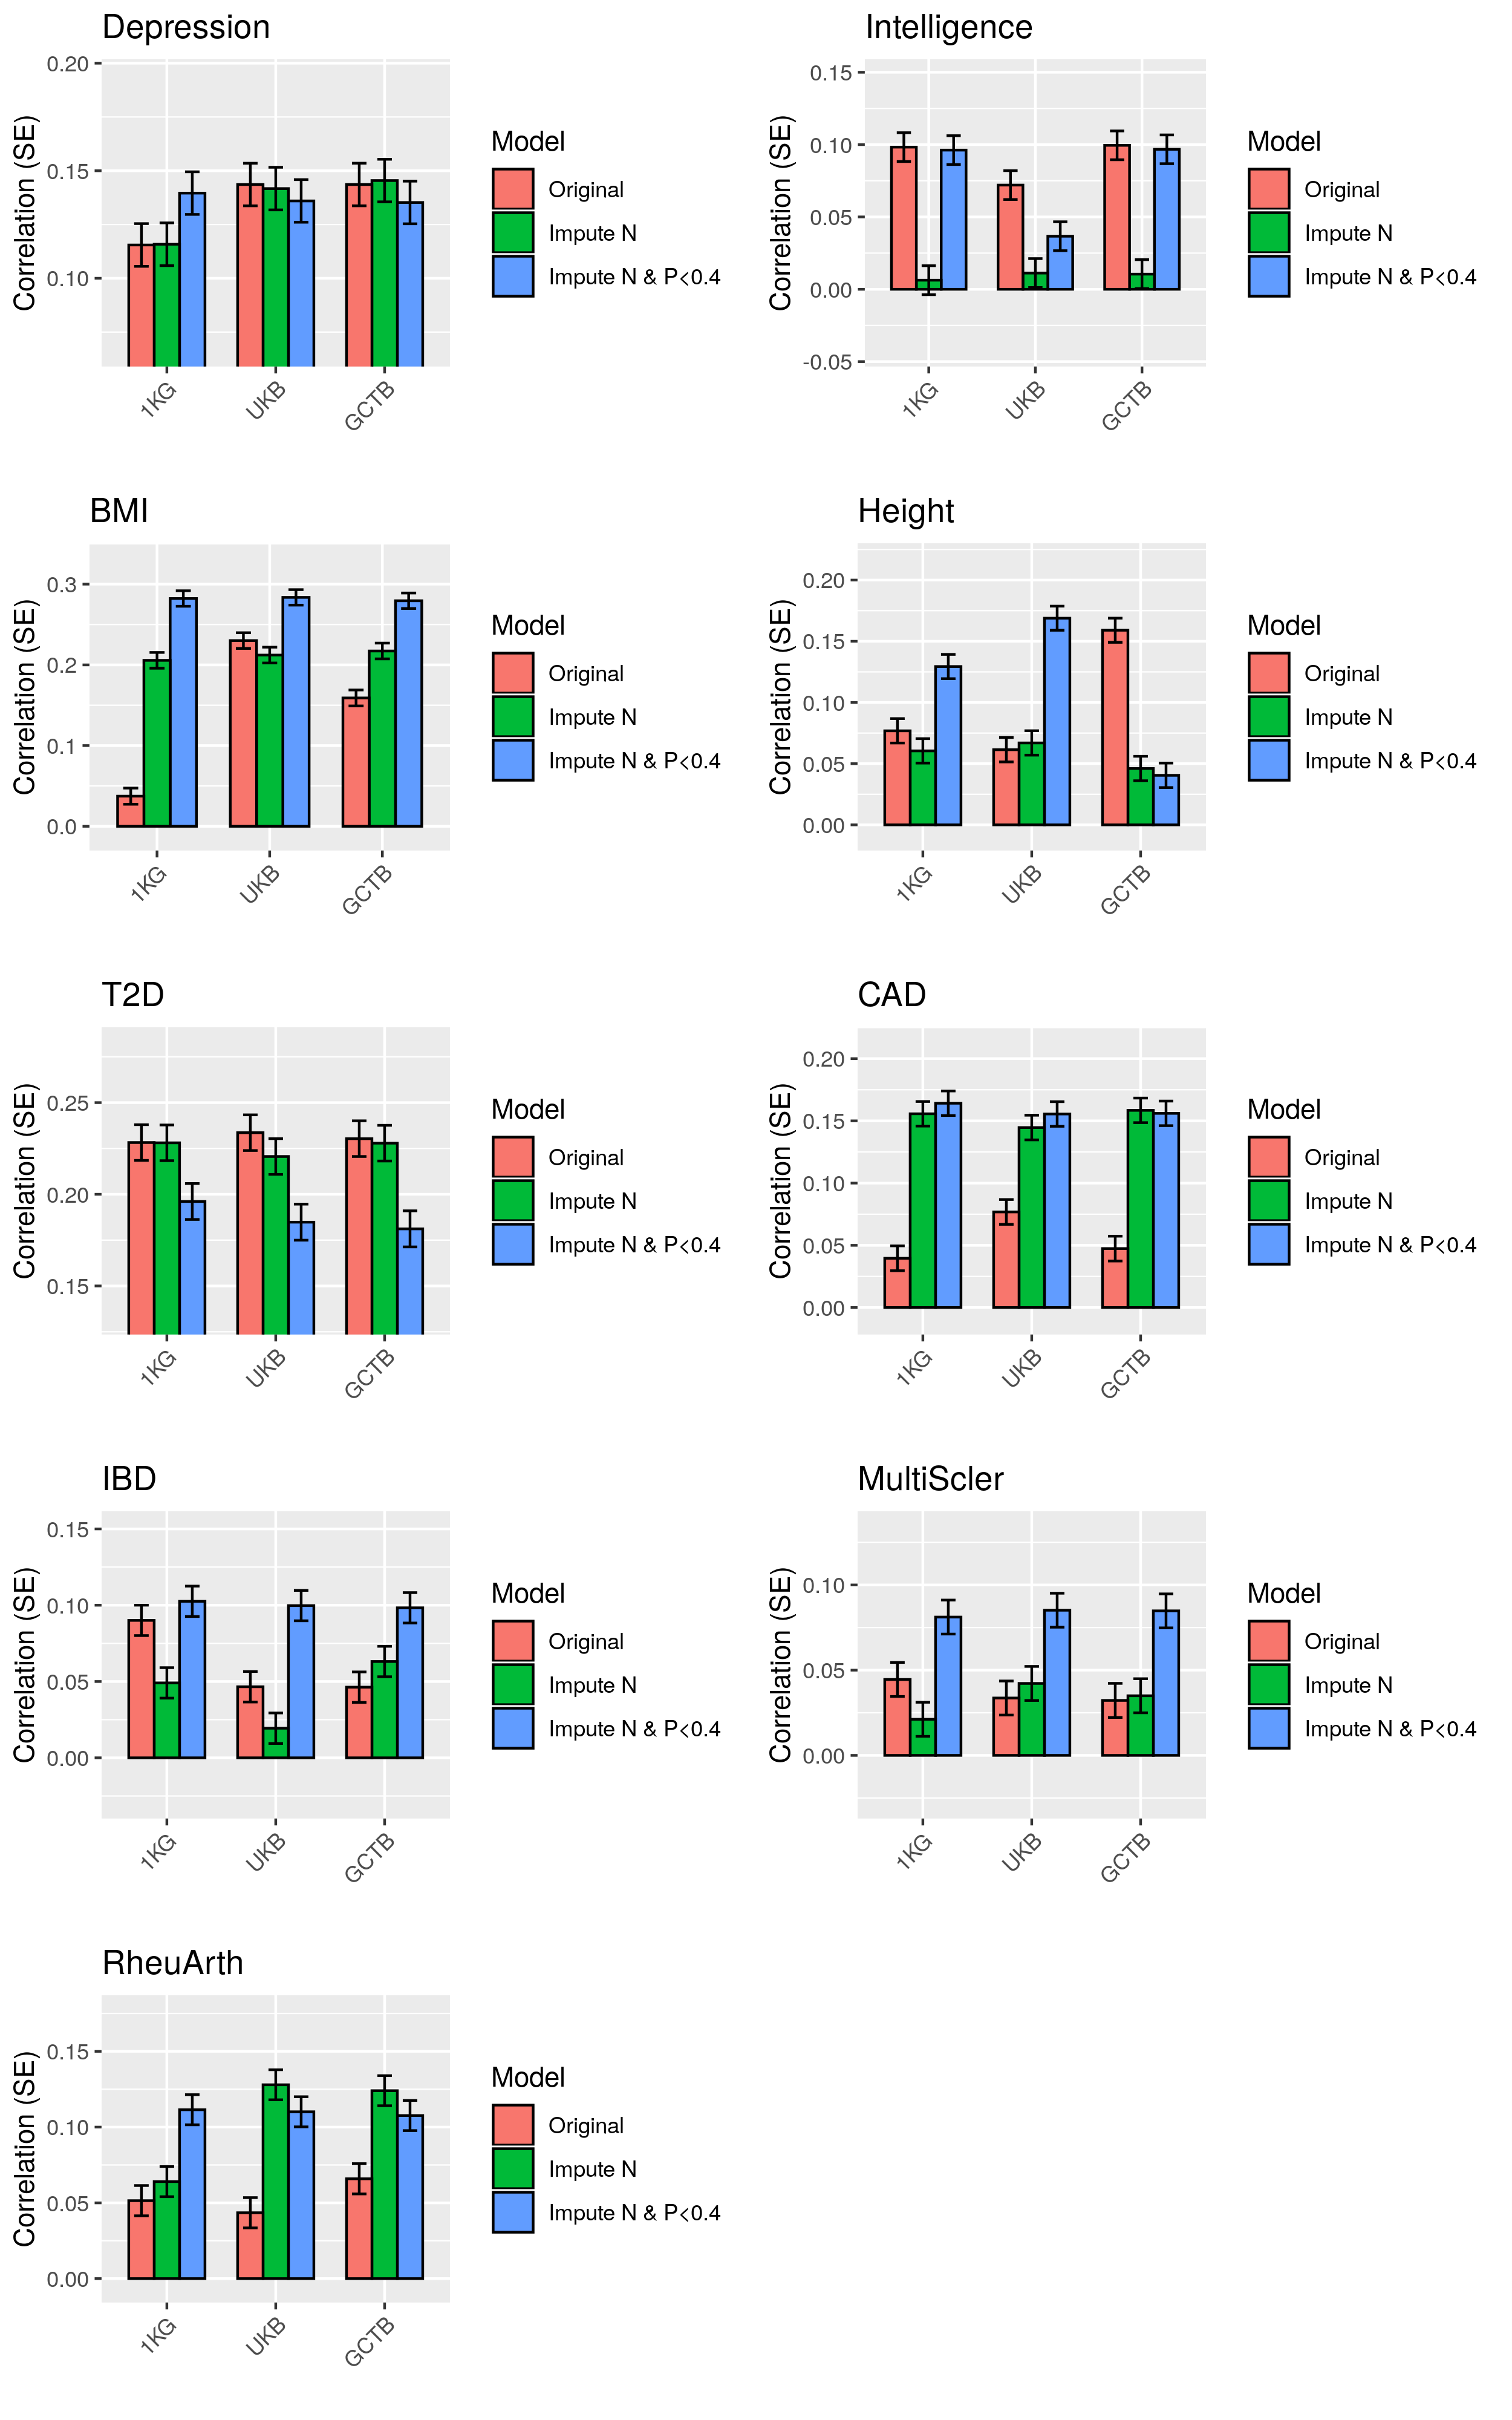 Depression
Correlation (SE)
0.20
0.15
0.10
1KG
UKB
GCTB
Model
Original
Impute N
Impute N & P<0.4
Intelligence
Correlation (SE)
0.15
0.10
0.05
0.00
-0.05
1KG
UKB
GCTB
Model
Original
Impute N
Impute N & P<0.4
BMI
Correlation (SE)
0.3
0.2
0.1
0.0
1KG
UKB
GCTB
Model
Original
Impute N
Impute N & P<0.4
Height
Correlation (SE)
0.20
0.15
0.10
0.05
0.00
1KG
UKB
GCTB
Model
Original
Impute N
Impute N & P<0.4
T2D
Correlation (SE)
0.25
0.20
0.15
1KG
UKB
GCTB
Model
Original
Impute N
Impute N & P<0.4
CAD
Correlation (SE)
0.20
0.15
0.10
0.05
0.00
1KG
UKB
GCTB
Model
Original
Impute N
Impute N & P<0.4
IBD
Correlation (SE)
0.15
0.10
0.05
0.00
1KG
UKB
GCTB
Model
Original
Impute N
Impute N & P<0.4
MultiScler
Correlation (SE)
0.10
0.05
0.00
1KG
UKB
GCTB
Model
Original
Impute N
Impute N & P<0.4
RheuArth
Correlation (SE)
0.15
0.10
0.05
0.00
1KG
UKB
GCTB
Model
Original
Impute N
Impute N & P<0.4